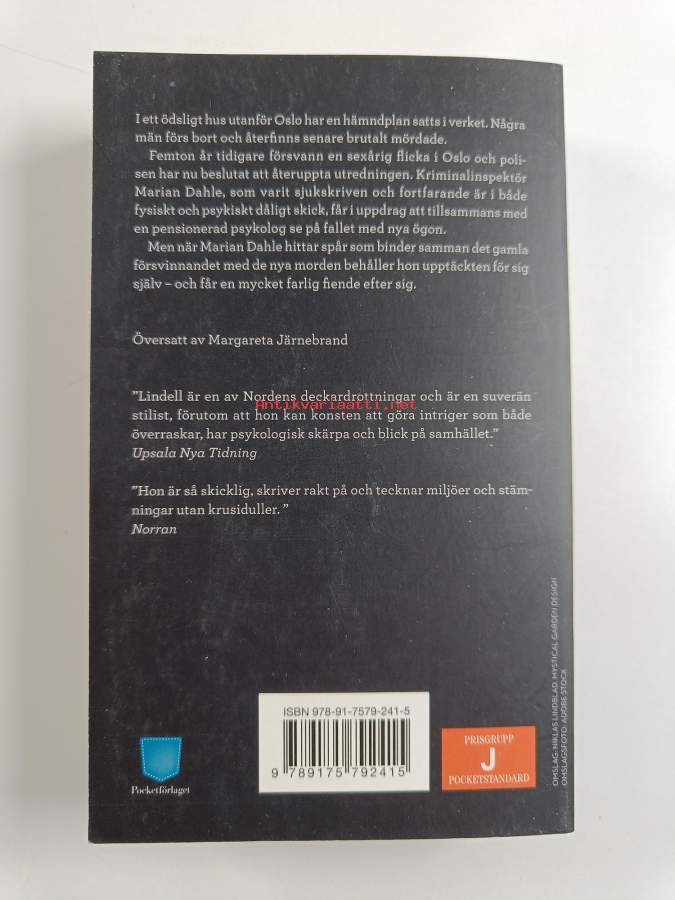 I ett ödsligt hus utanför Oslo har en hämndplan satts i verket. Några
män förs bort och återfinns senare brutalt mördade.
Femton år tidigare försvann en sexårig flicka i Oslo och poli-
sen har nu beslutat att återuppta utredningen. Kriminalinspektör
Marian Dahle, som varit sjukskriven och fortfarande är i både
fysiskt och psykiskt dåligt skick, får i uppdrag att tillsammans med
en pensionerad psykolog se på fallet med nya ögon.
Men när Marian Dahle hittar spår som binder samman det gamla
försvinnandet med de nya morden behåller hon upptäckten för sig
själv – och får en mycket farlig fiende efter sig.
Översatt av Margareta Järnebrand
”Lindell är en av Nordens deckardrottningar och är en suverän
Antikvariaatti.net
stilist, förutom att hon kan konsten att göra intriger som både
överraskar, har psykologisk skärpa och blick på samhället.”
Upsala Nya Tidning
”Hon är så skicklig, skriver rakt på och tecknar miljöer och stäm-
ningar utan krusiduller. ”
Norran
OMSLAG: NIKLAS LINDBLAD, MYSTICAL GARDEN DESIGN
OMSLAGSFOTO: ADOBE STOCK
ISBN 978-91-7579-241-5
9 789175 792415
PRISGRUPP
J
POCKETSTANDARD
Pocketförlaget